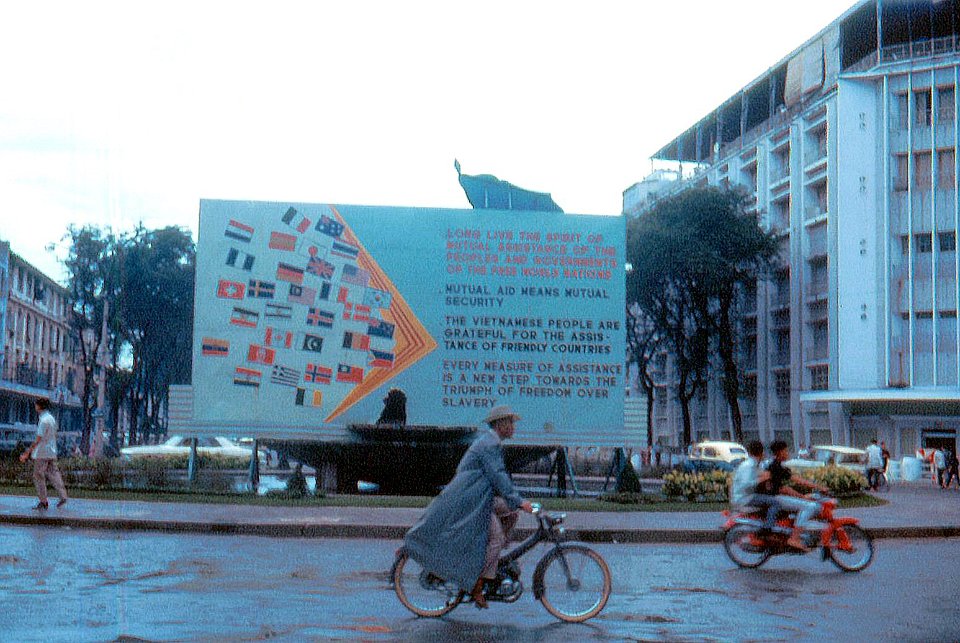 LONG LIVE THE SPIRIT OF
MUTUAL ASSISTANCE OF THE
PEOPLES AND GOVERNMENTS
OF THE FREE WORLD NATIONS
MUTUAL AID MEANS MUTUAL
SECURITY
THE VIETNAMESE PEOPLE ARE
GRATEFUL FOR THE ASSIS-
TANCE OF FRIENDLY COUNTRIES
EVERY MEASURE OF ASSISTANCE
IS A NEW STEP TOWARDS THE
TRIUMPH OF FREEDOM OVER
SLAVERY